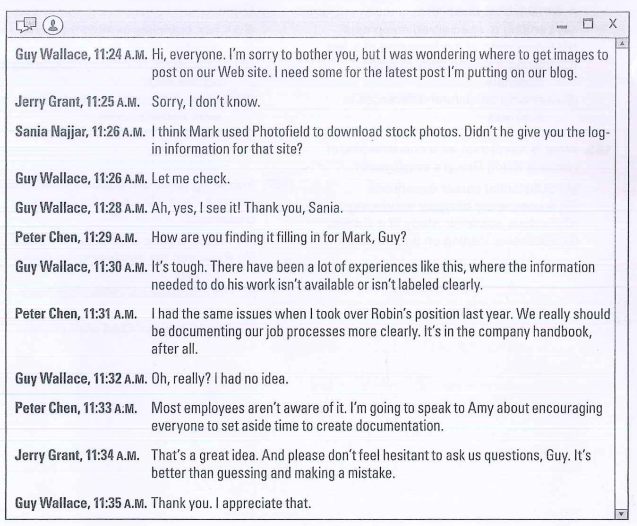 Guy Wallace, 11:24 A.M. Hi, everyone. I'm sorry to bother you, but I was wondering where to get images to
post on our Web site. I need some for the latest post I'm putting on our blog.
Jerry Grant, 11:25 A.M. Sorry, I don't know.
Sania Najjar, 11:26 A.M. I think Mark used Photofield to download stock photos. Didn't he give you the log-
in information for that site?
Guy Wallace, 11:26 A.M. Let me check.
Guy Wallace, 11:28 A.M. Ah, yes, I see it! Thank you, Sania.
Peter Chen, 11:29 A.M. How are you finding it filling in for Mark, Guy?
Guy Wallace, 11:30 A.M. It's tough. There have been a lot of experiences like this, where the information
needed to do his work isn't available or isn't labeled clearly.
Peter Chen, 11:31 A.M. I had the same issues when I took over Robin's position last year. We really should
be documenting our job processes more clearly. It's in the company handbook,
after all.
Guy Wallace, 11:32 A.M. Oh, really? I had no idea.
Peter Chen, 11:33 A.M. Most employees aren't aware of it. I'm going to speak to Amy about encouraging
everyone to set aside time to create documentation.
Jerry Grant, 11:34 A.M. That's a great idea. And please don't feel hesitant to ask us questions, Guy. It's
better than guessing and making a mistake.
Guy Wallace, 11:35 A.M. Thank you. I appreciate that.